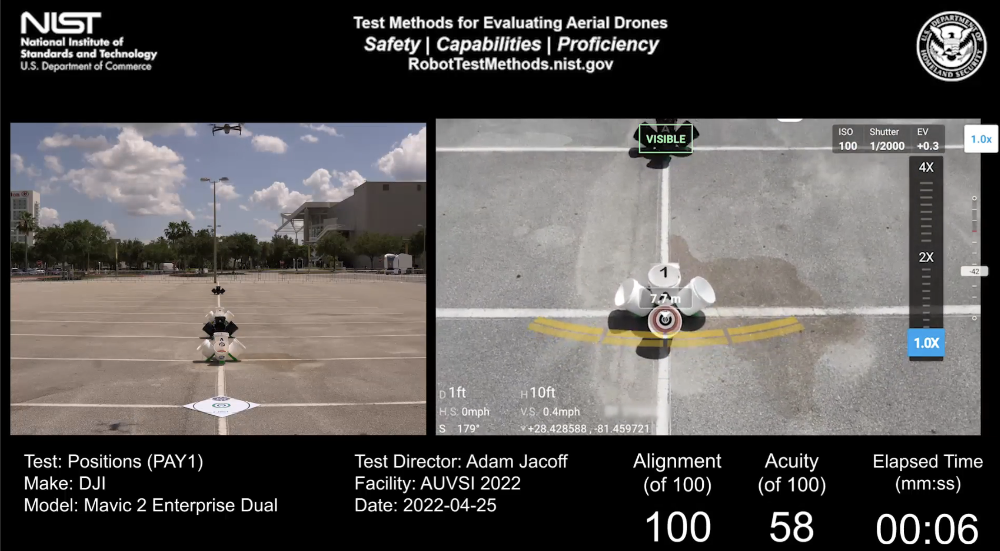 NIST
National Institute of
Standards and Technology
U.S. Department of Commerce
Test Methods for Evaluating Aerial Drones
Safety | Capabilities | Proficiency
RobotTestMethods.nist.gov
U.S. DEPARTMENT OF
HOMELAND SECURITY
ton
A
A
VISIBLE
ISO Shutter EV
100 1/2000 +0.3
1.0x
4X
2X
-42
1.0X
1
7.7 m
D 1ft H 10ft
H.S: 0mph V.S. 0.4mph
S 179° +28.428588 , -81.459721
Test: Positions (PAY1)
Make: DJI
Model: Mavic 2 Enterprise Dual
Test Director: Adam Jacoff
Facility: AUVSI 2022
Date: 2022-04-25
Alignment
(of 100)
100
Acuity
(of 100)
58
Elapsed Time
(mm:ss)
00:06